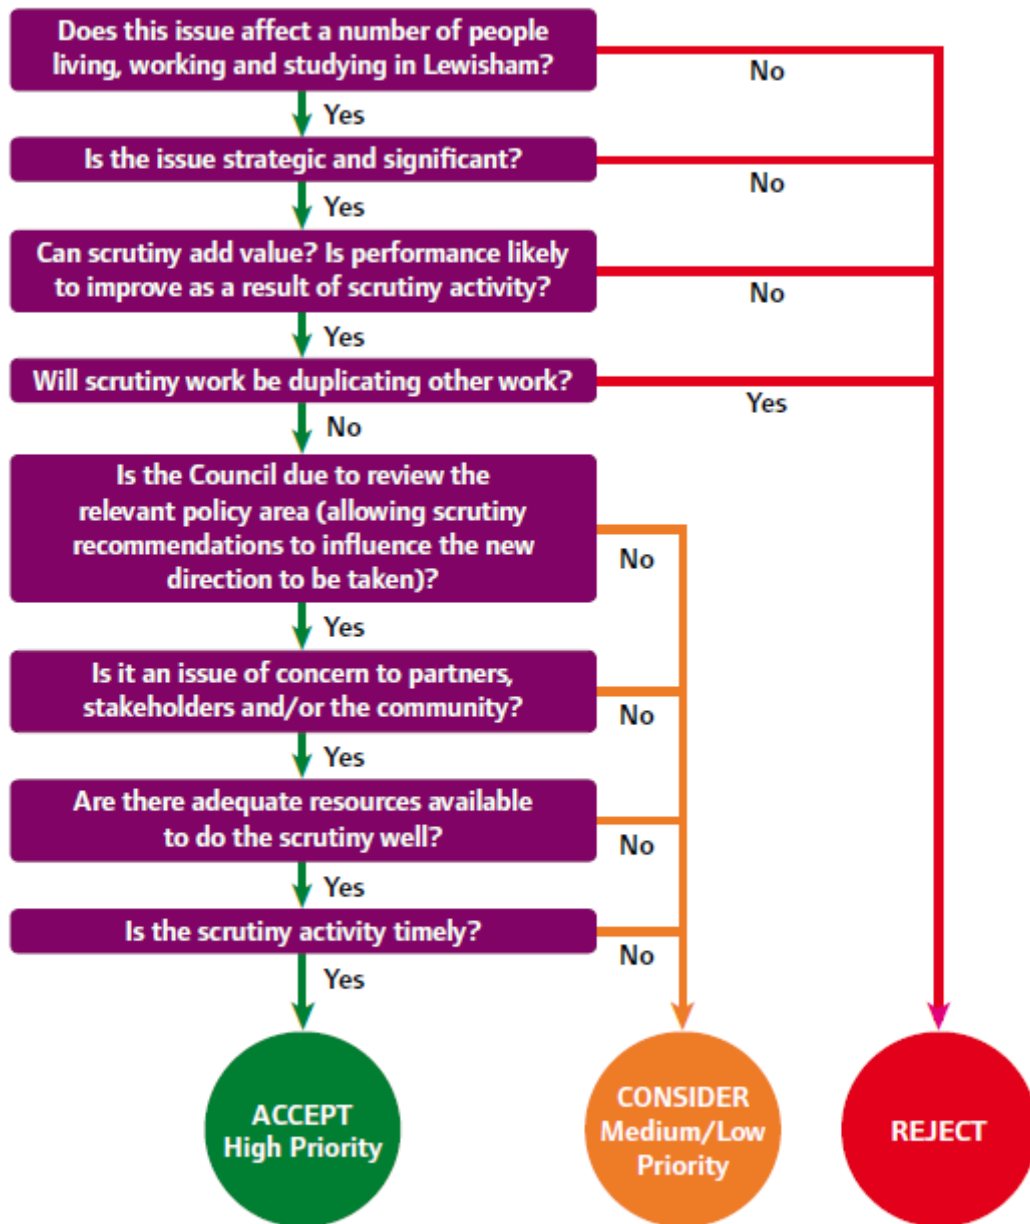 Does this issue affect a number of people
living, working and studying in Lewisham?
No
Yes
Is the issue strategic and significant?
No
Yes
Can scrutiny add value? Is performance likely
to improve as a result of scrutiny activity?
No
Yes
Will scrutiny work be duplicating other work?
Yes
No
Is the Council due to review the
relevant policy area (allowing scrutiny
recommendations to influence the new
direction to be taken)?
No
Yes
Is it an issue of concern to partners,
stakeholders and/or the community?
No
Yes
Are there adequate resources available
to do the scrutiny well?
No
Yes
Is the scrutiny activity timely?
No
Yes
ACCEPT
High Priority
CONSIDER
Medium/Low
Priority
REJECT